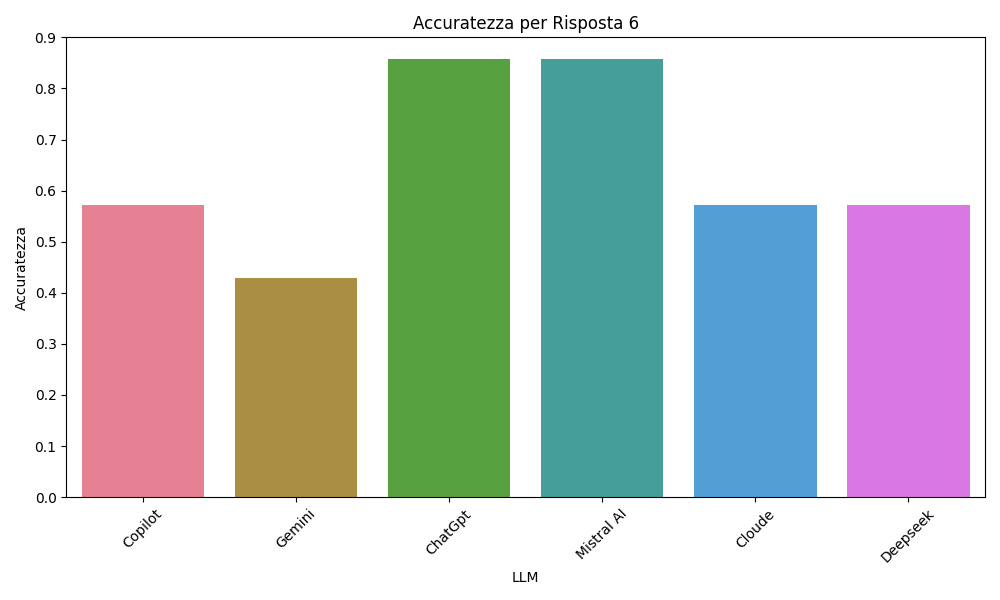 Accuratezza per Risposta 6
0.9
0.8
0.7
0.6
0.5
0.4
0.3
0.2
0.1
0.0
Accuratezza
Copilot
Gemini
ChatGpt
Mistral AI
Cloude
Deepseek
LLM